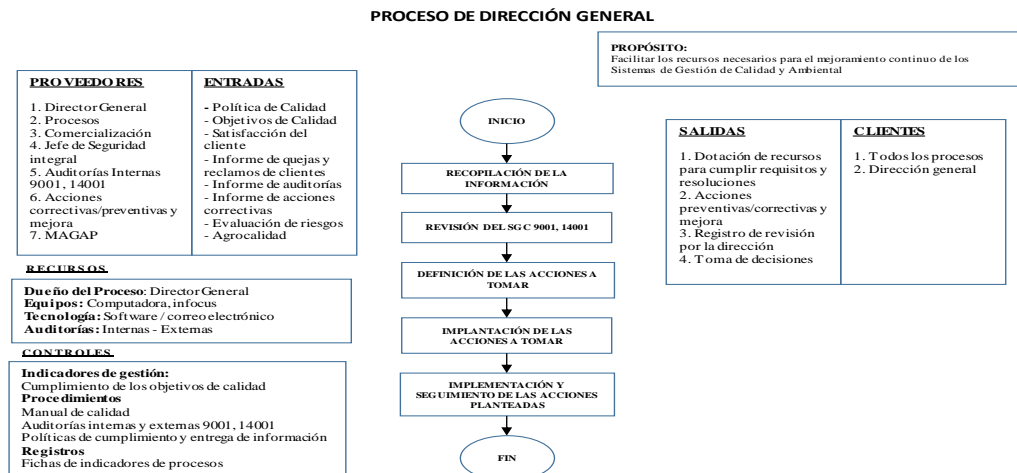 PROCESO DE DIRECCIÓN GENERAL
PROPÓSITO:
Facilitar los recursos necesarios para el mejoramiento continuo de los
Sistemas de Gestión de Calidad y Ambiental
PROVEEDORES
1. Director General
2. Procesos
3. Comercialización
4. Jefe de Seguridad
integral
5. Auditorías Internas
9001, 14001
6. Acciones
correctivas/preventivas y
mejora
7. MAGAP
ENTRADAS
- Política de Calidad
- Objetivos de Calidad
- Satisfacción del
cliente
- Informe de quejas y
reclamos de clientes
- Informe de auditorías
- Informe de acciones
correctivas
- Evaluación de riesgos
- Agrocalidad
RECURSOS
Dueño del Proceso: Director General
Equipos: Computadora, infocus
Tecnología: Software / correo electrónico
Auditorías: Internas - Externas
CONTROLES
Indicadores de gestión:
Cumplimiento de los objetivos de calidad
Procedimientos
Manual de calidad
Auditorías internas y externas 9001, 14001
Políticas de cumplimiento y entrega de información
Registros
Fichas de indicadores de procesos
INICIO
RECOPILACIÓN DE LA
INFORMACIÓN
REVISIÓN DEL SGC 9001, 14001
DEFINICIÓN DE LAS ACCIONES A
TOMAR
IMPLANTACIÓN DE LAS
ACCIONES A TOMAR
IMPLEMENTACIÓN Y
SEGUIMIENTO DE LAS ACCIONES
PLANTEADAS
FIN
SALIDAS
1. Dotación de recursos
para cumplir requisitos y
resoluciones
2. Acciones
preventivas/correctivas y
mejora
3. Registro de revisión
por la dirección
4. Toma de decisiones
CLIENTES
1. Todos los procesos
2. Dirección general